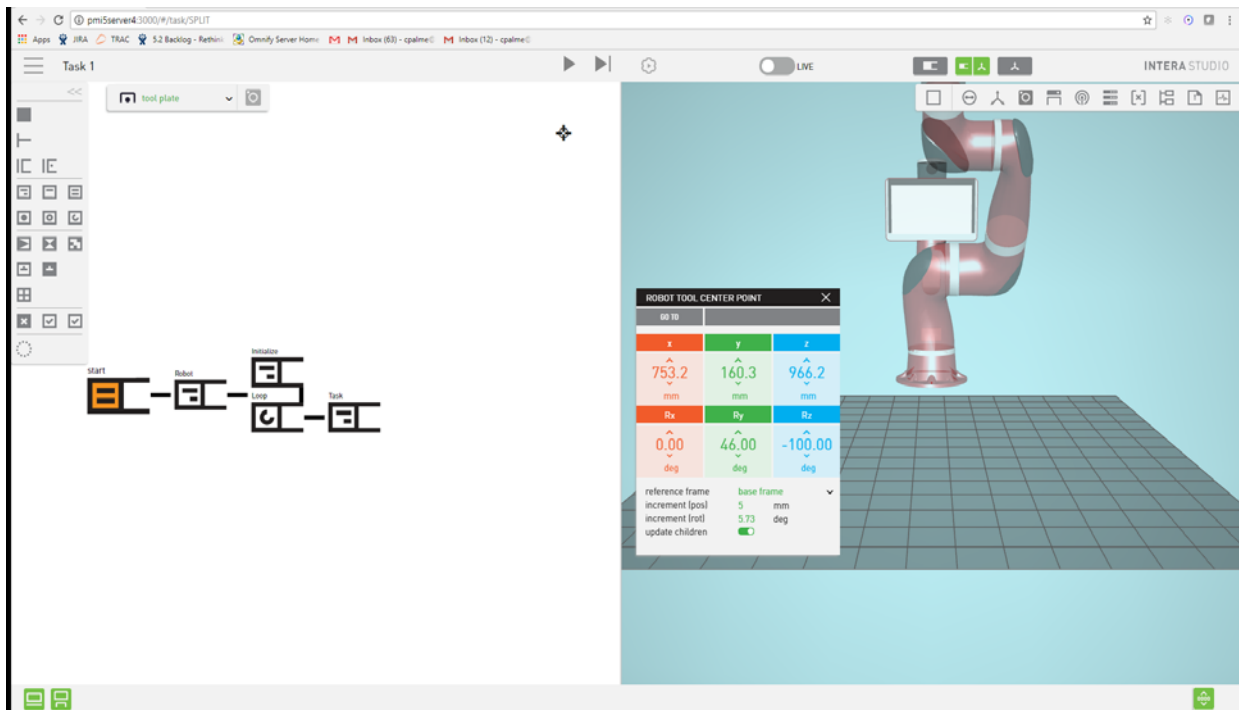 pmi5server4:3000/#/task/SPLIT
Apps JIRA TRAC 5.2 Backlog - Rethin Omnify Server Home Inbox (63) - cpalme Inbox (12) - cpalme
Task 1 LIVE INTERA STUDIO
<<
tool plate
ROBOT TOOL CENTER POINT
GO TO
x y z
753.2 160.3 966.2
mm mm mm
Rx Ry Rz
0.00 46.00 -100.00
deg deg deg
reference frame base frame
increment (pos) 5 mm
increment (rot) 5.73 deg
update children
Initialize
start Robot Loop Task